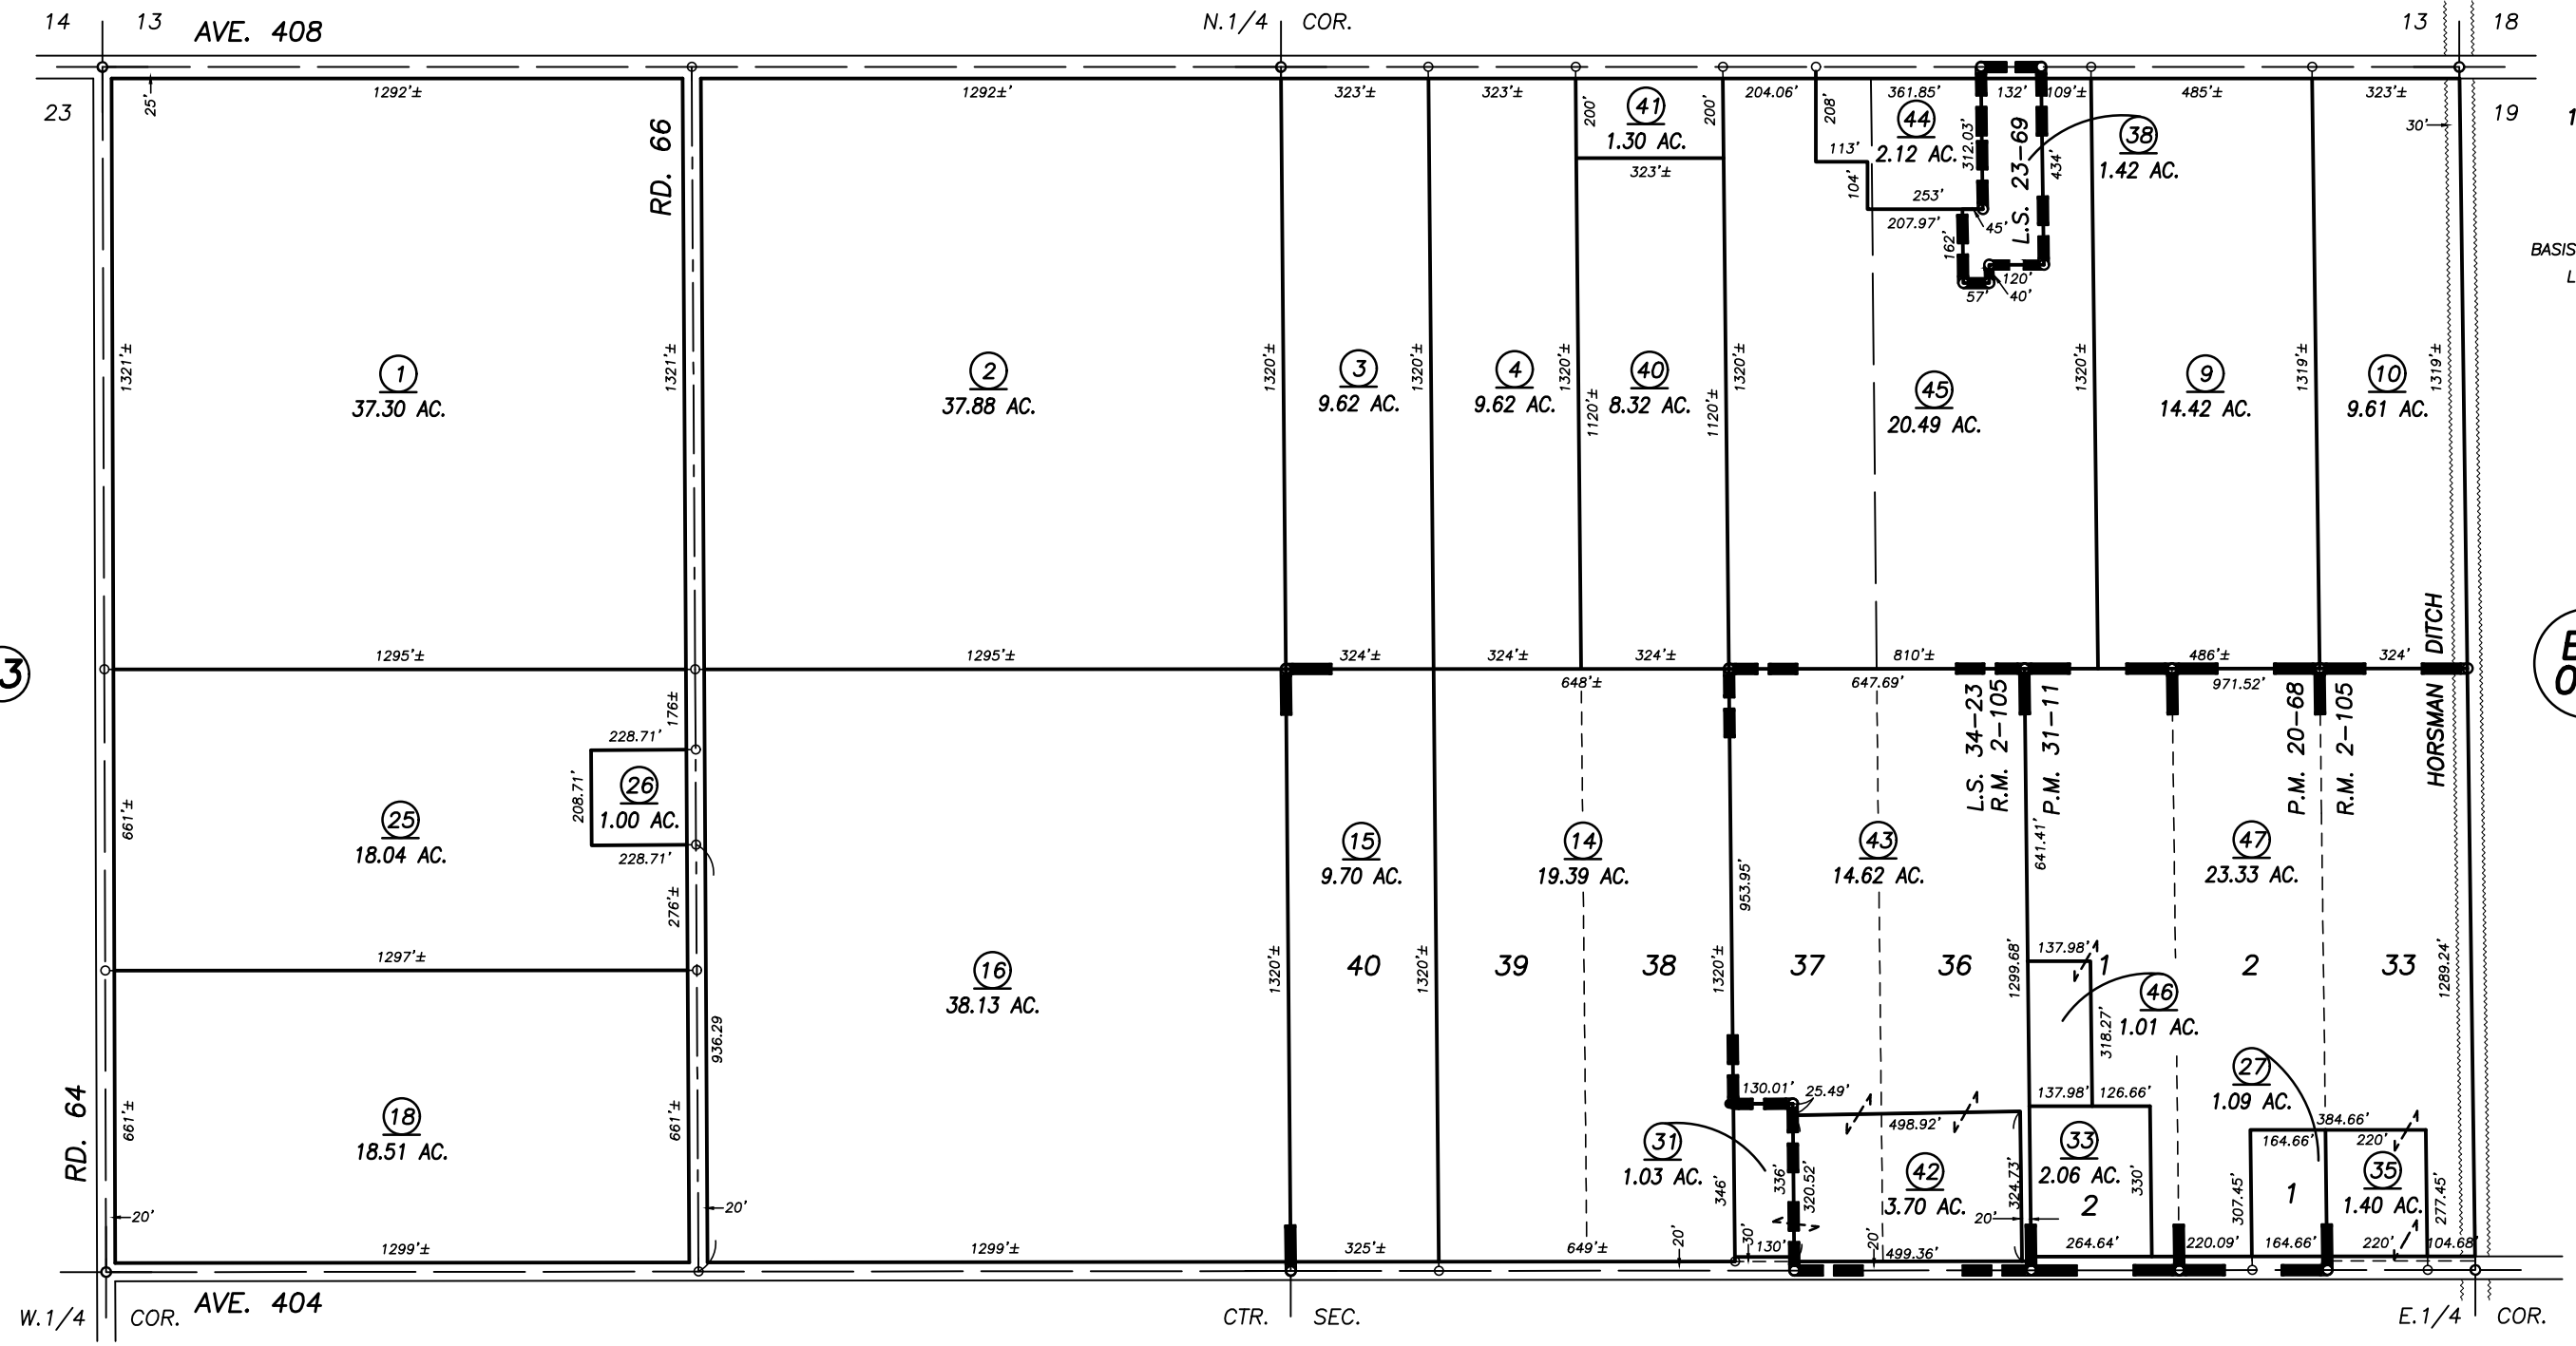 14 13 AVE. 408 N.1/4 COR. 13 18
23 19
25' 1292'± 1292±' 323'± 323'± 204.06' 361.85' 132' 109'± 485'± 323'±
30'
RD. 66
200' 41 200'
1.30 AC.
323'±
208'
113'
104'
44
2.12 AC.
312.03'
253'
207.97'
45'
162'
57'
120'
40'
L.S. 23-69
434'
38
1.42 AC.
BASIS
L
1321'± 1
37.30 AC.
1321'±
2
37.88 AC.
1320'±
3
9.62 AC.
1320'±
4
9.62 AC.
1320'±
1120'±
40
8.32 AC.
1120'±
1320'±
45
20.49 AC.
1320'±
9
14.42 AC.
1319'±
10
9.61 AC.
1319'±
HORSMAN DITCH
3
1295'± 1295'± 324'± 324'± 324'± 810'± 486'± 324'
648'± 647.69' 971.52'
176±
228.71'
208.71'
26
1.00 AC.
228.71'
276'±
661'±
25
18.04 AC.
1297'±
L.S. 34-23
R.M. 2-105
P.M. 31-11
P.M. 20-68
R.M. 2-105
641.41'
15
9.70 AC.
14
19.39 AC.
953.95'
43
14.62 AC.
47
23.33 AC.
16
38.13 AC.
936.29
1320'± 40 1320'± 39 38 1320'± 37 36 1299.68' 1 2 33 1289.24'
137.98'
46
1.01 AC.
318.27'
137.98' 126.66'
27
1.09 AC.
384.66'
164.66' 220'
RD. 64
661'±
18
18.51 AC.
661'±
20'
20'
130.01' 25.49'
498.92'
31
1.03 AC.
346'
336'
320.52'
42
3.70 AC.
324.73'
20'
33
2.06 AC.
2
330'
307.45'
1
35
1.40 AC.
277.45'
1299'± 1299'± 325'± 649'± 20' 30' 130' 20' 499.36' 264.64' 220.09' 164.66' 220' 104.68'
W.1/4 COR. AVE. 404 CTR. SEC. E.1/4 COR.